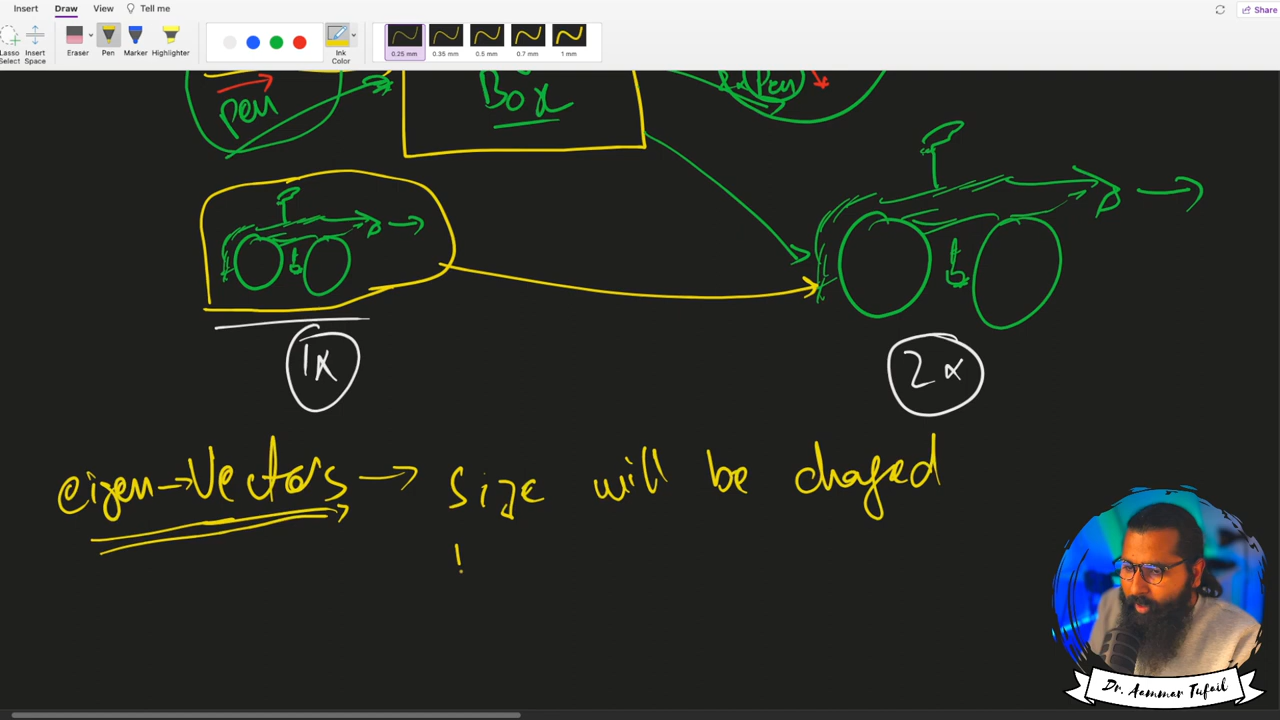 Insert Draw View Tell me
Share
Lasso Select Insert Space Eraser Pen Marker Highlighter Ink Color 0.25 mm 0.35 mm 0.5 mm 0.7 mm 1 mm
pen Box (Pen)
1x 2x
eigen→Vectors → size will be chaged
Dr. Aammar Tufail